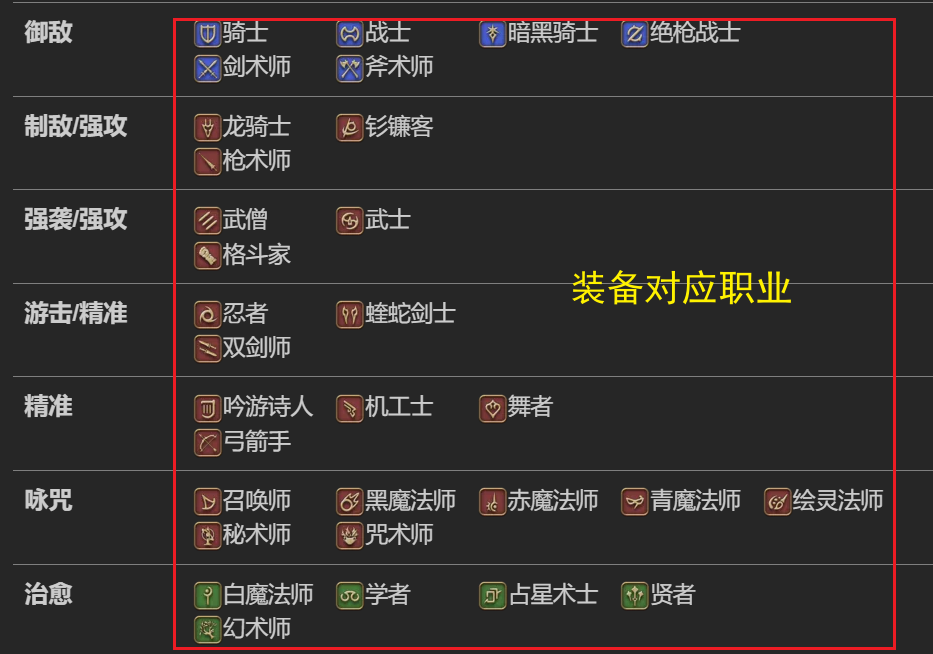 御敌 骑士 战士 暗黑骑士 绝枪战士
剑术师 斧术师
制敌/强攻 龙骑士 钐镰客
枪术师
强袭/强攻 武僧 武士
格斗家
装备对应职业
游击/精准 忍者 蝰蛇剑士
双剑师
精准 吟游诗人 机工士 舞者
弓箭手
咏咒 召唤师 黑魔法师 赤魔法师 青魔法师 绘灵法师
秘术师 咒术师
治愈 白魔法师 学者 占星术士 贤者
幻术师